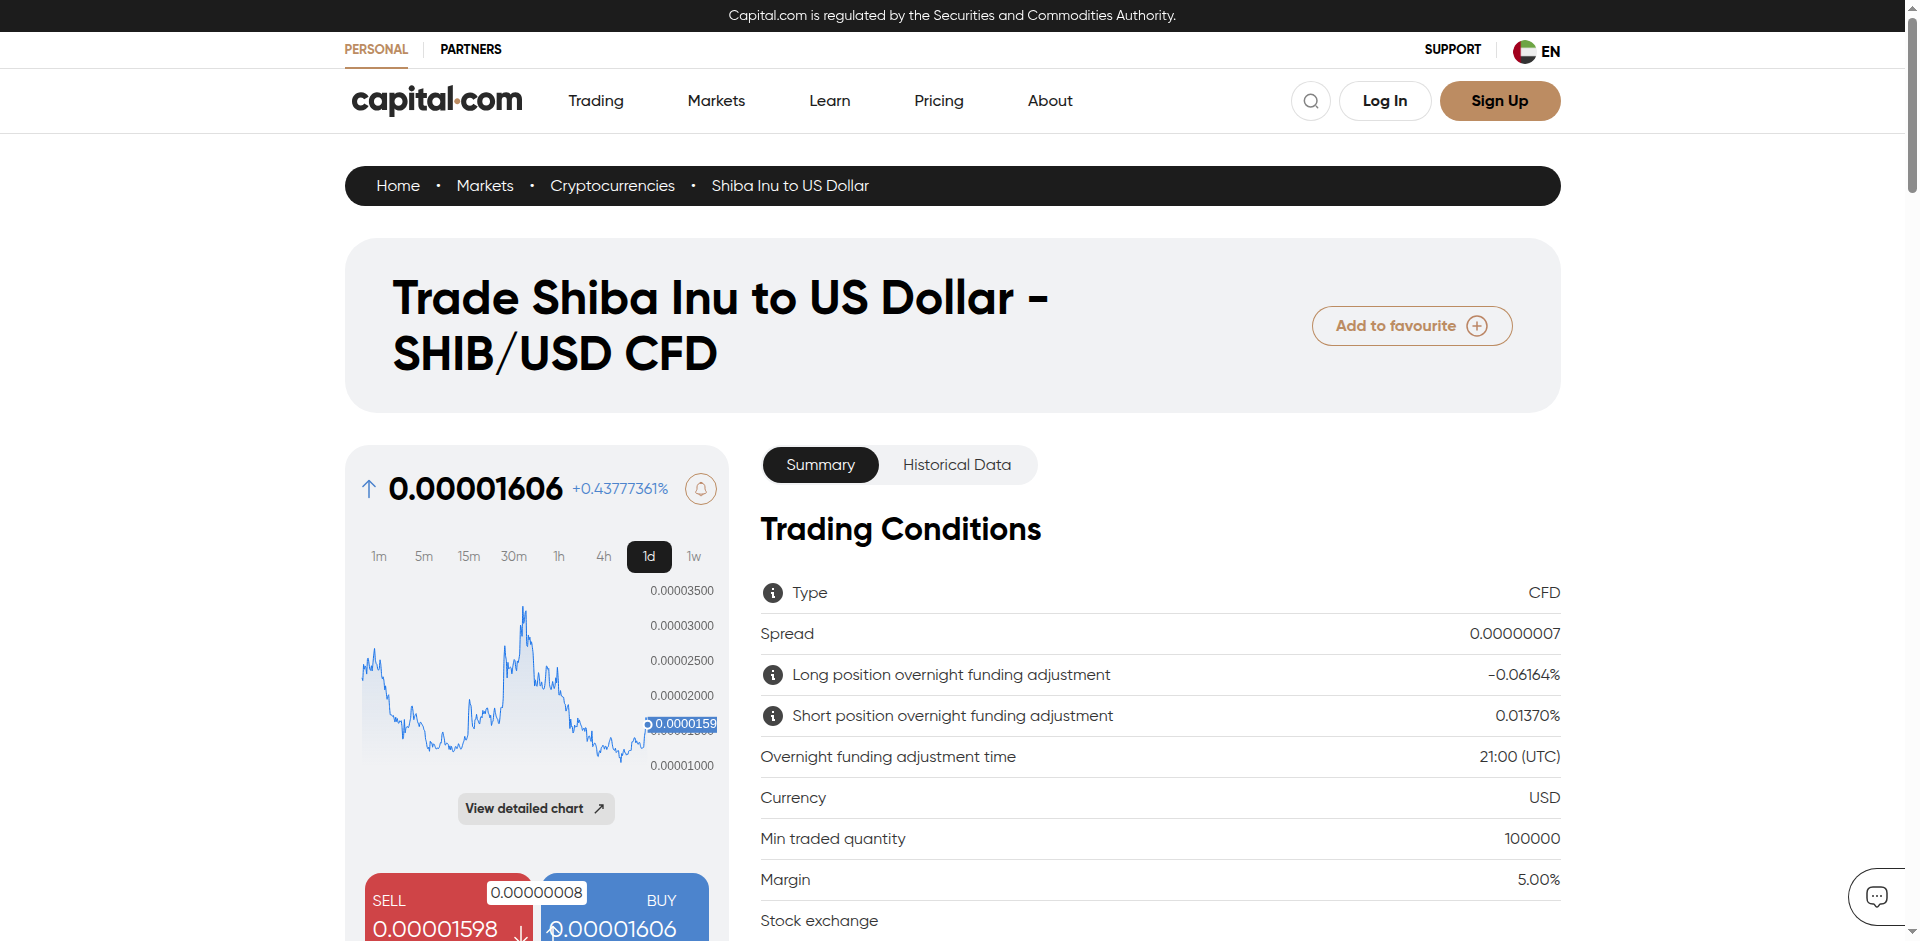 Capital.com is regulated by the Securities and Commodities Authority.
PERSONAL PARTNERS SUPPORT EN
capital.com Trading Markets Learn Pricing About Log In Sign Up
Home • Markets • Cryptocurrencies • Shiba Inu to US Dollar
Trade Shiba Inu to US Dollar -
SHIB/USD CFD
Add to favourite
0.00001606 +0.43777361%
1m 5m 15m 30m 1h 4h 1d 1w
0.00003500
0.00003000
0.00002500
0.00002000
0.0000159
0.00001000
View detailed chart
SELL 0.00000008 BUY
0.00001598 0.00001606
Summary Historical Data
Trading Conditions
Type CFD
Spread 0.00000007
Long position overnight funding adjustment -0.06164%
Short position overnight funding adjustment 0.01370%
Overnight funding adjustment time 21:00 (UTC)
Currency USD
Min traded quantity 100000
Margin 5.00%
Stock exchange